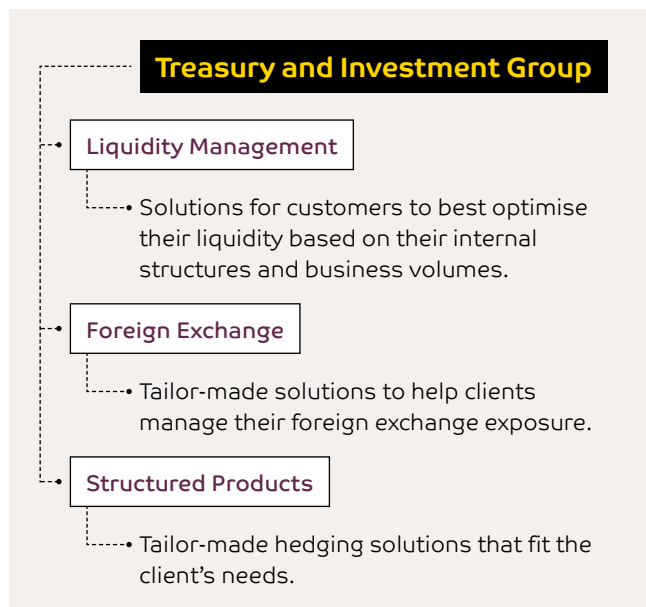 Treasury and Investment Group
Liquidity Management
Solutions for customers to best optimise
their liquidity based on their internal
structures and business volumes.
Foreign Exchange
Tailor-made solutions to help clients
manage their foreign exchange exposure.
Structured Products
Tailor-made hedging solutions that fit the
client’s needs.